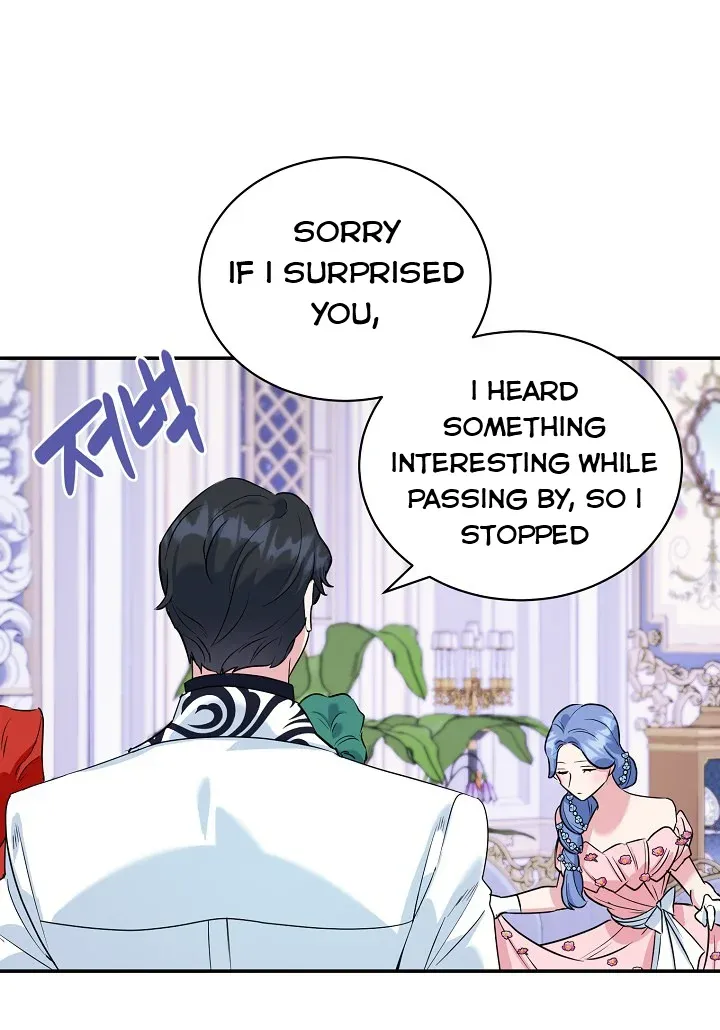 SORRY
IF I SURPRISED
YOU,
I HEARD
SOMETHING
INTERESTING WHILE
PASSING BY, SO I
STOPPED
저벅